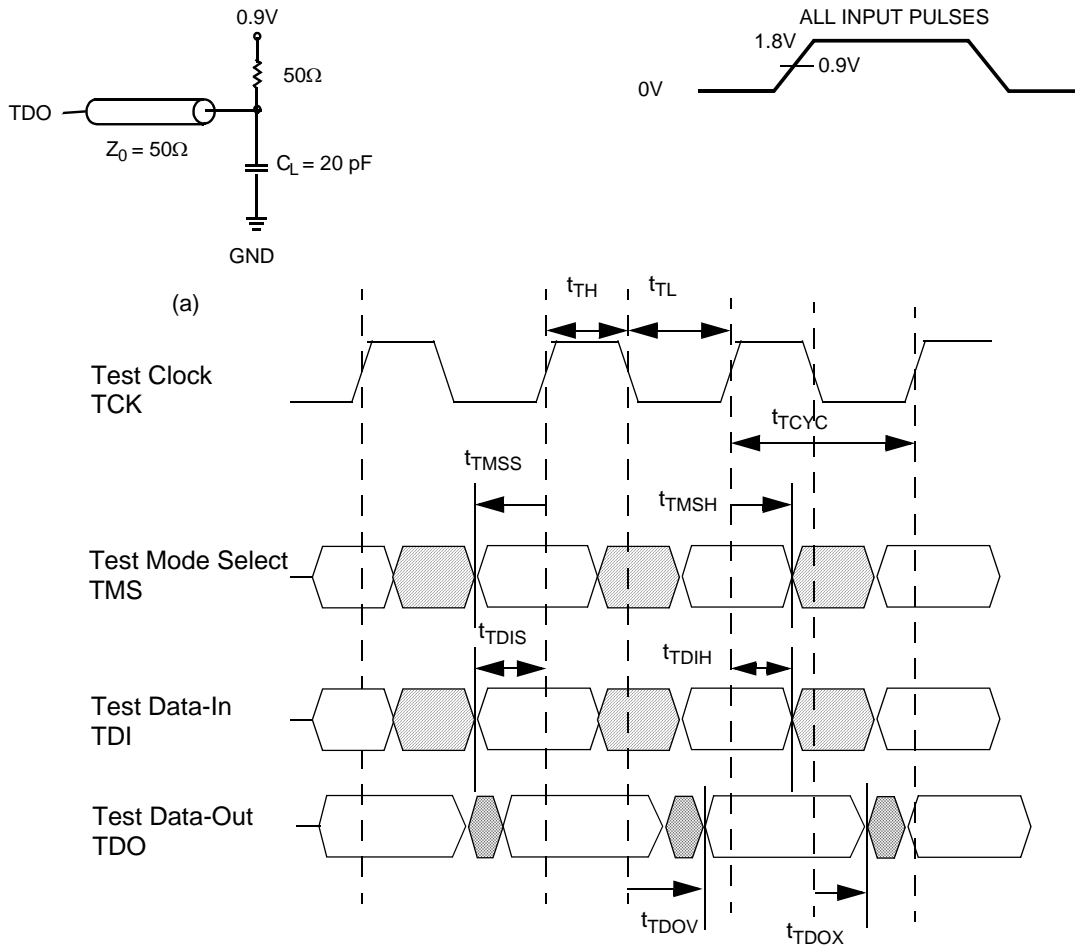 0.9V
50Ω
TDO
Z0 = 50Ω
CL = 20 pF
GND
(a)
ALL INPUT PULSES
1.8V
0.9V
0V
tTH
tTL
Test Clock
TCK
tTCYC
tTMSS
tTMSH
Test Mode Select
TMS
tTDIS
tTDIH
Test Data-In
TDI
Test Data-Out
TDO
tTDOV
tTDOX